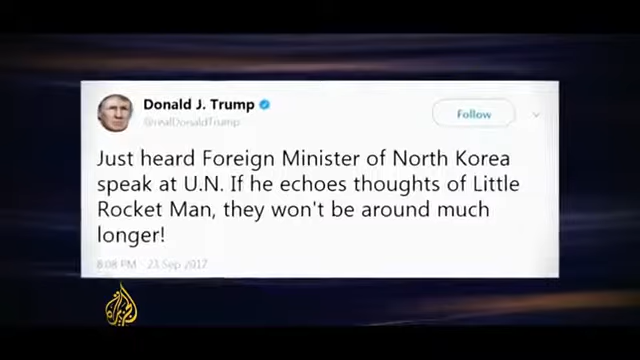 Donald J. Trump
@realDonaldTrump
Follow
Just heard Foreign Minister of North Korea
speak at U.N. If he echoes thoughts of Little
Rocket Man, they won't be around much
longer!
8:08 PM - 23 Sep 2017
الجزيرة